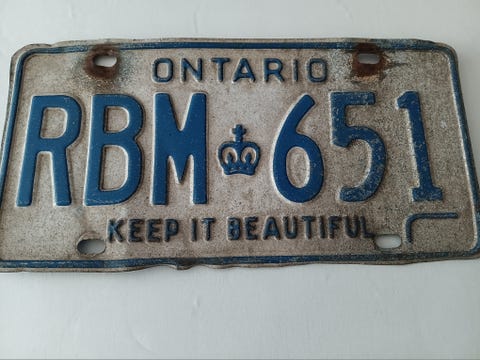 ONTARIO
RBM 651
KEEP IT BEAUTIFUL